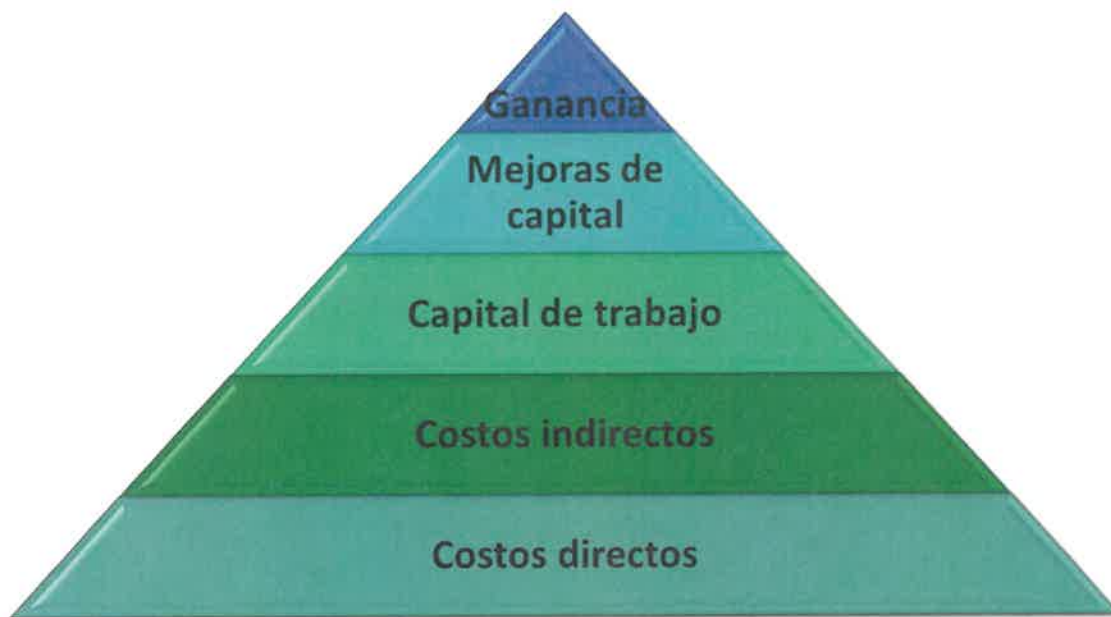 Ganancia
Mejoras de
capital
Capital de trabajo
Costos indirectos
Costos directos